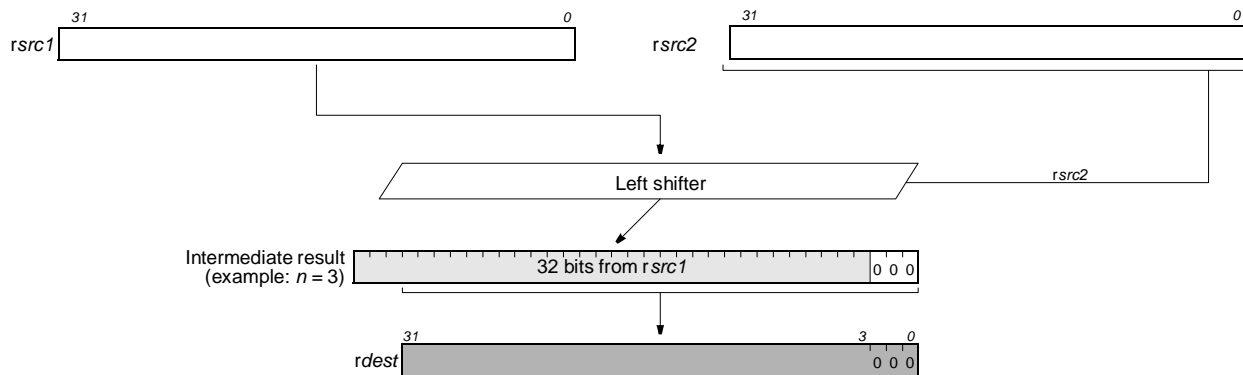 31 0 31 0
rsrc1 rsrc2
Left shifter rsrc2
Intermediate result
(example: n = 3)
32 bits from rsrc1 0 0 0
31 3 0
rdest 0 0 0